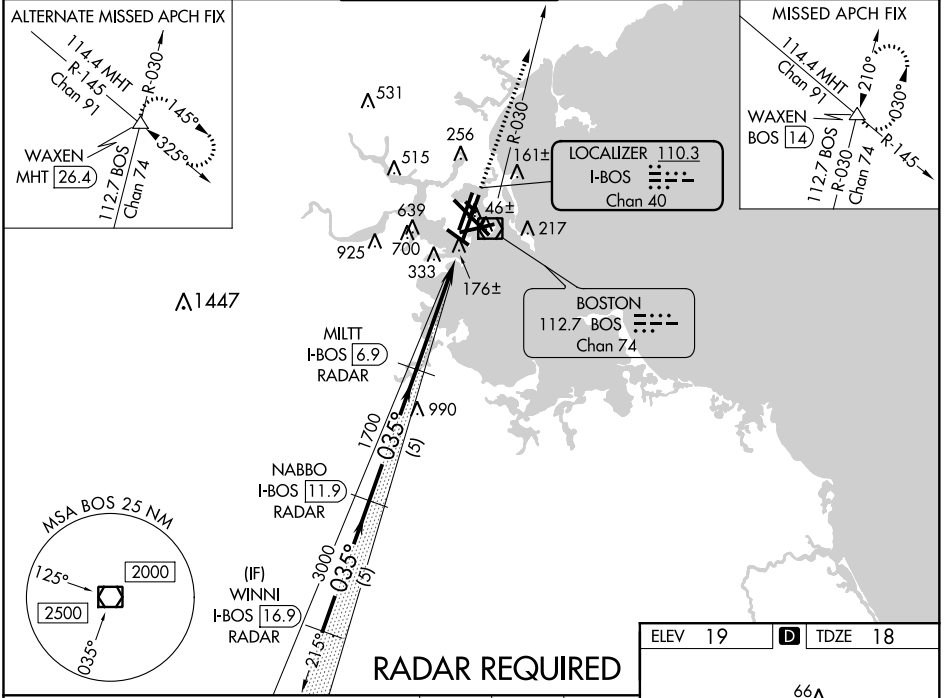 ALTERNATE MISSED APCH FIX
114.4 MHT
R-145
Chan 91
R-030
145°
325°
WAXEN
MHT 26.4
112.7 BOS
Chan 74
MISSED APCH FIX
114.4 MHT
Chan 91
210°
030°
WAXEN
BOS 14
112.7 BOS
R-030
Chan 74
R-145
R-030
531
256
515
161±
LOCALIZER 110.3
I-BOS
Chan 40
639
46±
217
925
700
333
176±
1447
BOSTON
112.7 BOS
Chan 74
MILTT
I-BOS 6.9
RADAR
990
1700
035°
(5)
NABBO
I-BOS 11.9
RADAR
3000
035°
(5)
(IF)
WINNI
I-BOS 16.9
RADAR
215°
MSA BOS 25 NM
125°
2000
2500
035°
RADAR REQUIRED
ELEV 19 D TDZE 18
66